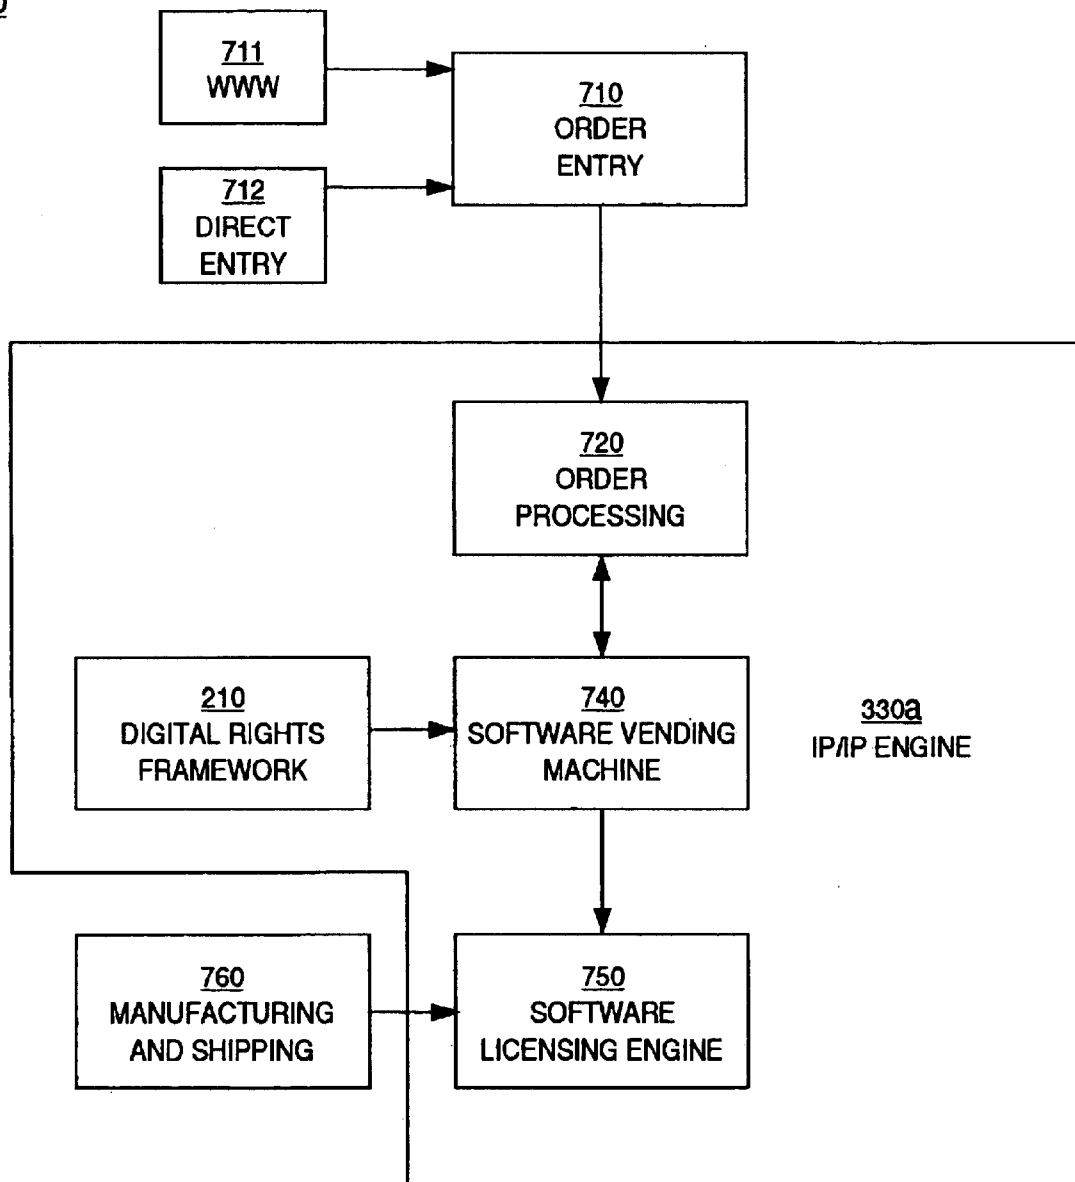 711
WWW
710
ORDER
ENTRY
712
DIRECT
ENTRY
720
ORDER
PROCESSING
210
DIGITAL RIGHTS
FRAMEWORK
740
SOFTWARE VENDING
MACHINE
330a
IP/IP ENGINE
760
MANUFACTURING
AND SHIPPING
750
SOFTWARE
LICENSING ENGINE